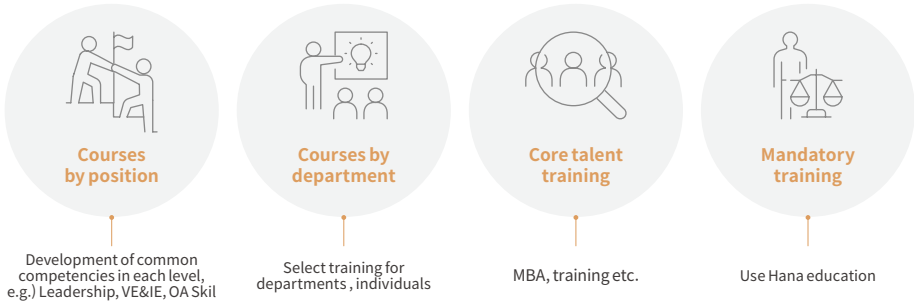 Courses
by position
Courses by
department
Core talent
training
Mandatory
training
Development of common
competencies in each level,
e.g.) Leadership, VE&IE, OA Skil
Select training for
departments , individuals
MBA, training etc.
Use Hana education